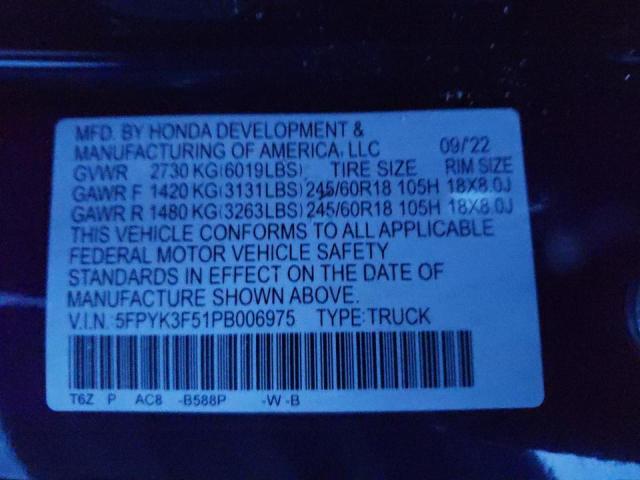 MFD. BY HONDA DEVELOPMENT &
MANUFACTURING OF AMERICA, LLC 09/'22
GVWR 2730 KG(6019LBS) TIRE SIZE RIM SIZE
GAWR F 1420 KG(3131LBS) 245/60R18 105H 18X8.0J
GAWR R 1480 KG(3263LBS) 245/60R18 105H 18X8.0J
THIS VEHICLE CONFORMS TO ALL APPLICABLE
FEDERAL MOTOR VEHICLE SAFETY
STANDARDS IN EFFECT ON THE DATE OF
MANUFACTURE SHOWN ABOVE.
V.I.N.: 5FPYK3F51PB006975 TYPE: TRUCK
T6Z P AC8 -B588P -W -B